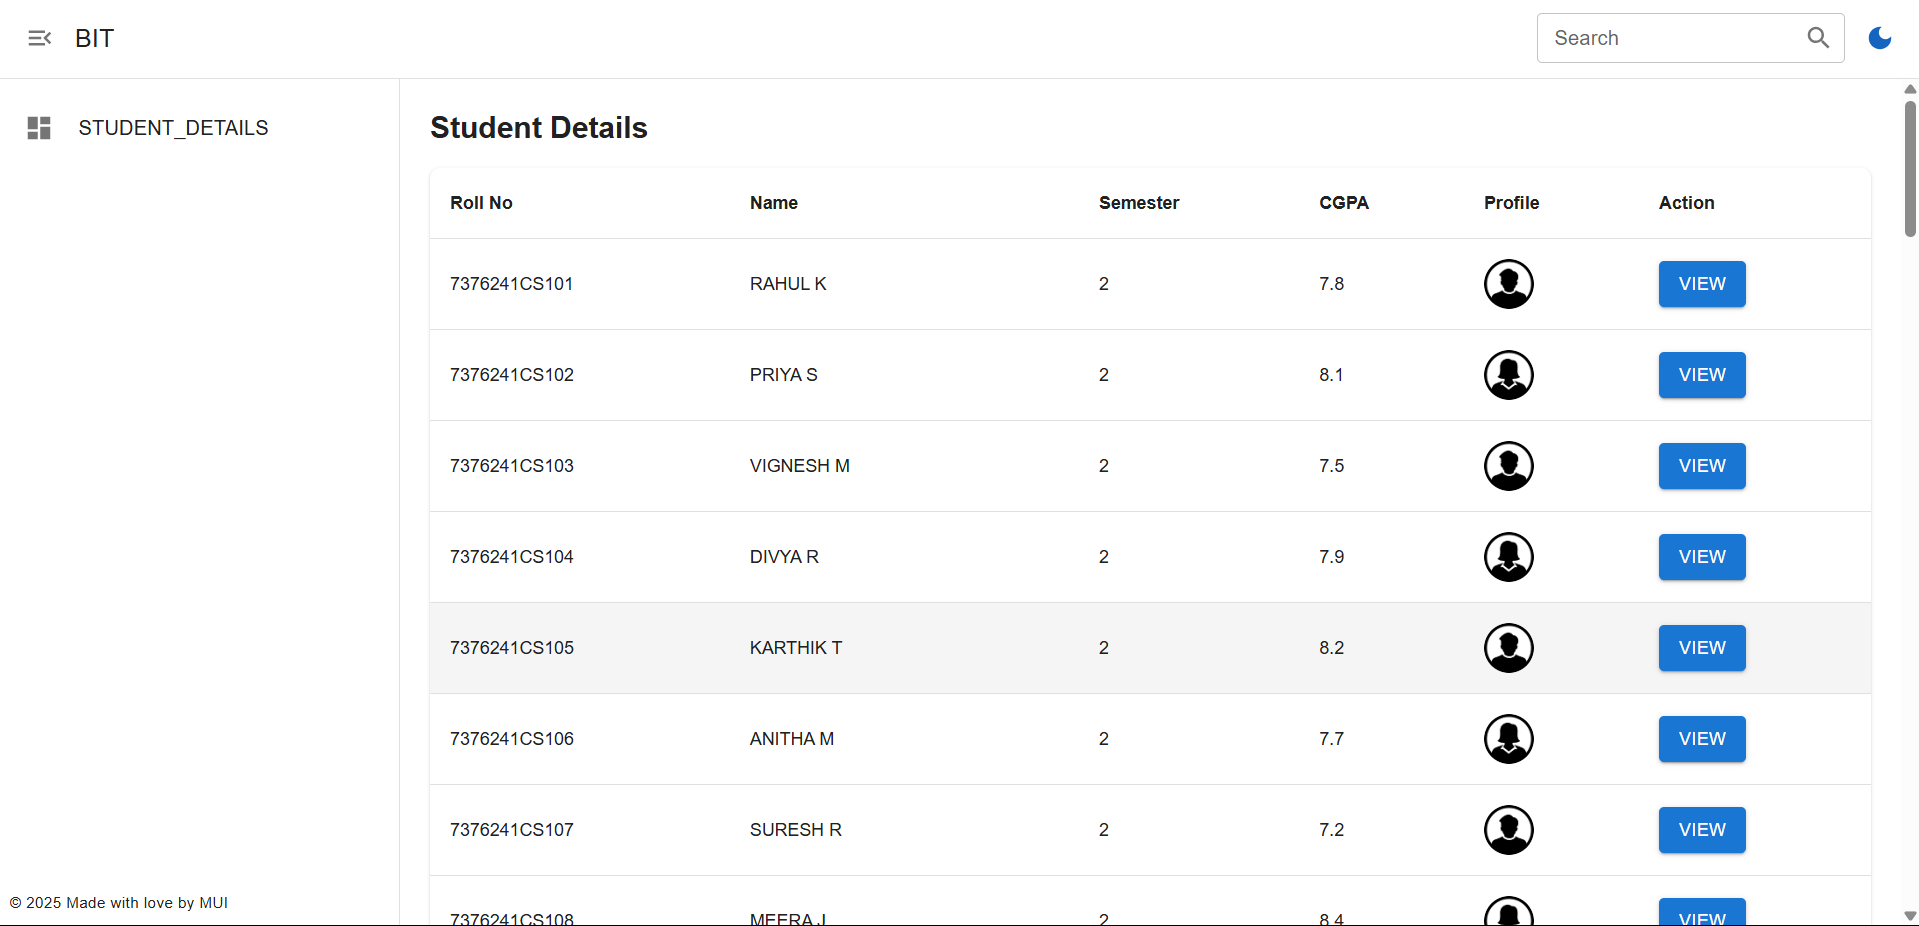 BIT
Search
STUDENT_DETAILS
Student Details
Roll No Name Semester CGPA Profile Action
7376241CS101 RAHUL K 2 7.8 VIEW
7376241CS102 PRIYA S 2 8.1 VIEW
7376241CS103 VIGNESH M 2 7.5 VIEW
7376241CS104 DIVYA R 2 7.9 VIEW
7376241CS105 KARTHIK T 2 8.2 VIEW
7376241CS106 ANITHA M 2 7.7 VIEW
7376241CS107 SURESH R 2 7.2 VIEW
7376241CS108 MEERA J 2 8.4 VIEW
© 2025 Made with love by MUI